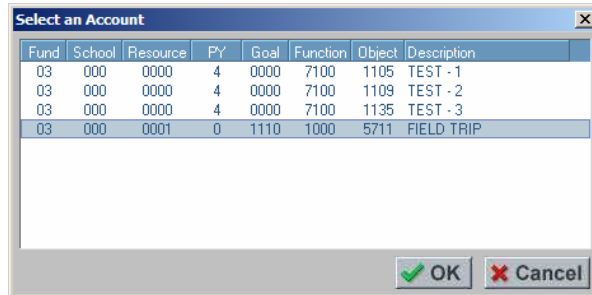 Select an Account
Fund School Resource PY Goal Function Object Description
03 000 0000 4 0000 7100 1105 TEST - 1
03 000 0000 4 0000 7100 1109 TEST - 2
03 000 0000 4 0000 7100 1135 TEST - 3
03 000 0001 0 1110 1000 5711 FIELD TRIP
OK Cancel